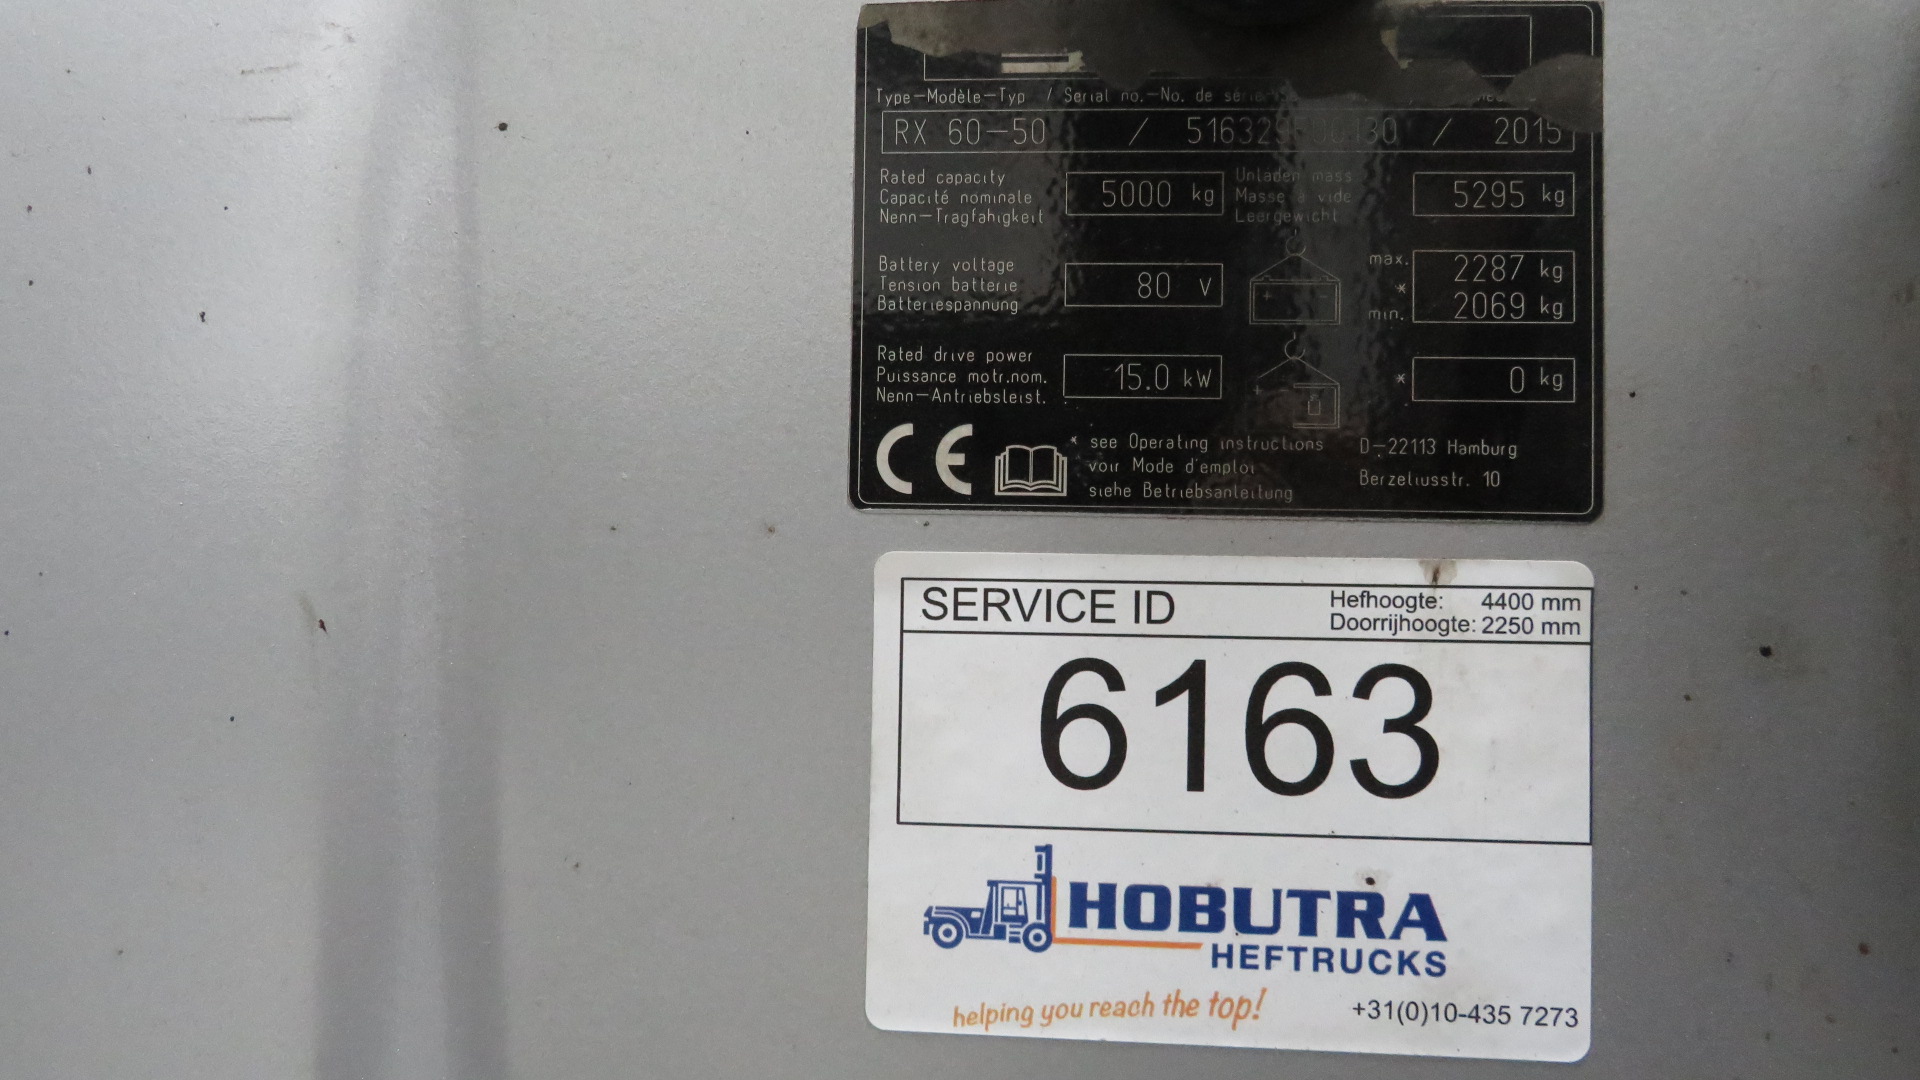 Type–Modèle–Typ / Serial no.–No. de série
RX 60–50 / / 2015
Rated capacity
Capacité nominale
Nenn–Tragfähigkeit
5000 kg
Unladen mass
Masse à vide
Leergewicht
5295 kg
Battery voltage
Tension batterie
Batteriespannung
80 V
max. 2287 kg
*
min. 2069 kg
Rated drive power
Puissance motr.nom.
Nenn–Antriebsleist.
15.0 kW
+
* 0 kg
CE
* see Operating instructions
voir Mode d'emploi
siehe Betriebsanleitung
D–22113 Hamburg
Berzeliusstr. 10
SERVICE ID
Hefhoogte: 4400 mm
Doorrijhoogte: 2250 mm
6163
HOBUTRA
HEFTRUCKS
helping you reach the top!
+31(0)10-435 7273